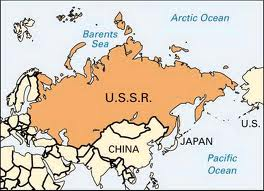 Arctic Ocean
Barents
Sea
U.S.S.R.
U.S.
CHINA
JAPAN
Pacific
Ocean